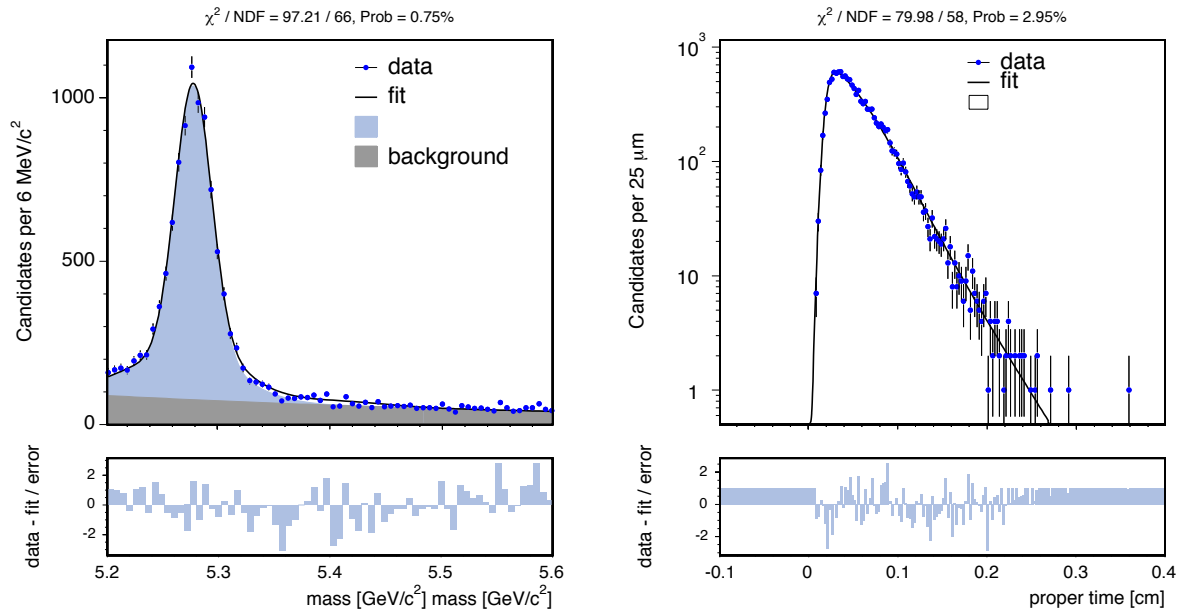 χ² / NDF = 97.21 / 66, Prob = 0.75%
Candidates per 6 MeV/c²
1000
500
0
data
fit
background
data - fit / error
2
0
-2
5.2 5.3 5.4 5.5 5.6
mass [GeV/c²] mass [GeV/c²]
χ² / NDF = 79.98 / 58, Prob = 2.95%
Candidates per 25 μm
10³
10²
10
1
data
fit
data - fit / error
2
0
-2
-0.1 0 0.1 0.2 0.3 0.4
proper time [cm]